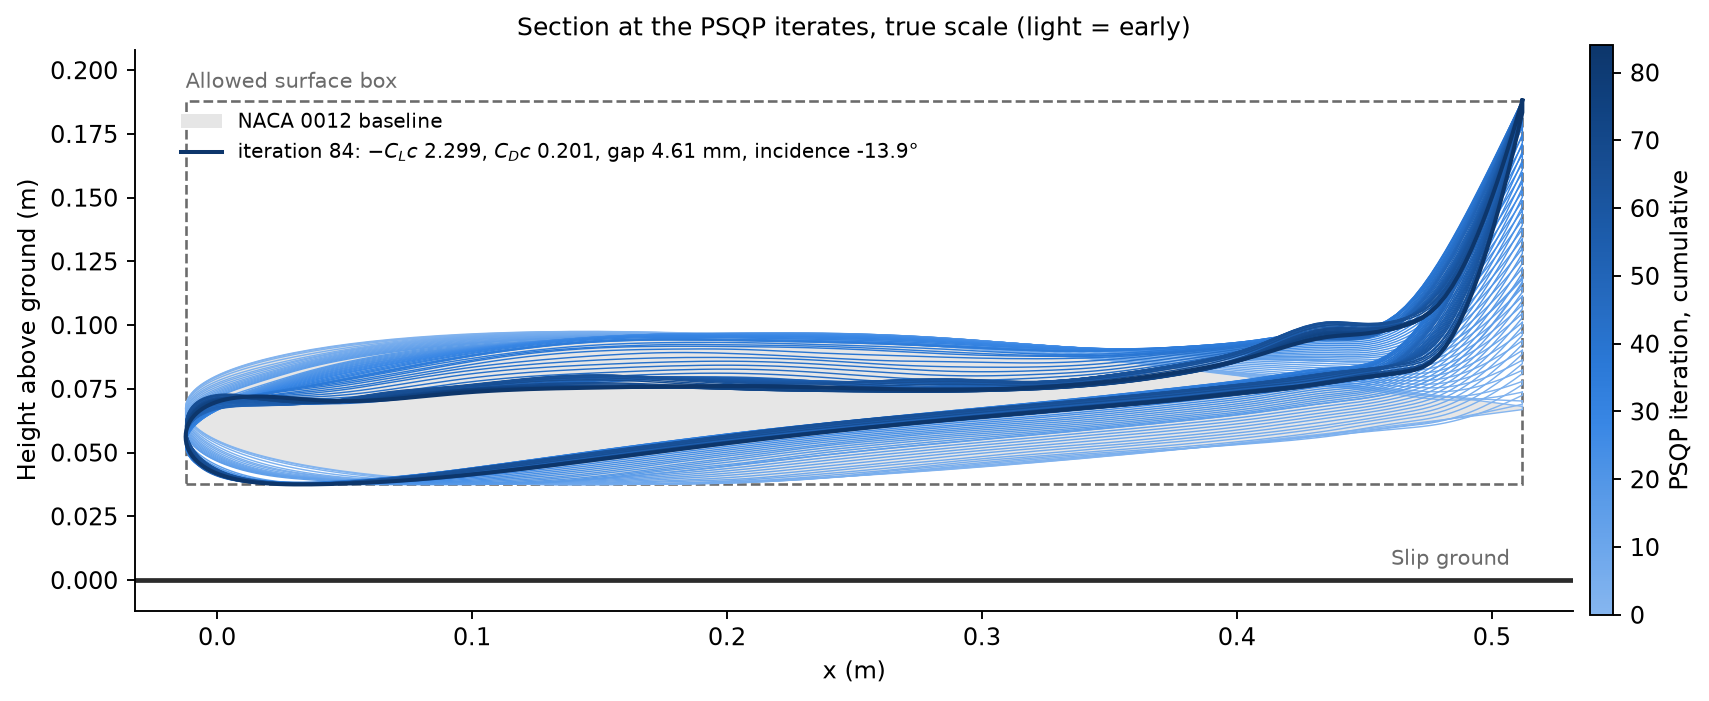 Section at the PSQP iterates, true scale (light = early)
Allowed surface box
NACA 0012 baseline
iteration 84: −C_Lc 2.299, C_Dc 0.201, gap 4.61 mm, incidence -13.9°
Slip ground
Height above ground (m)
0.200
0.175
0.150
0.125
0.100
0.075
0.050
0.025
0.000
0.0 0.1 0.2 0.3 0.4 0.5
x (m)
80
70
60
50
40
30
20
10
0
PSQP iteration, cumulative